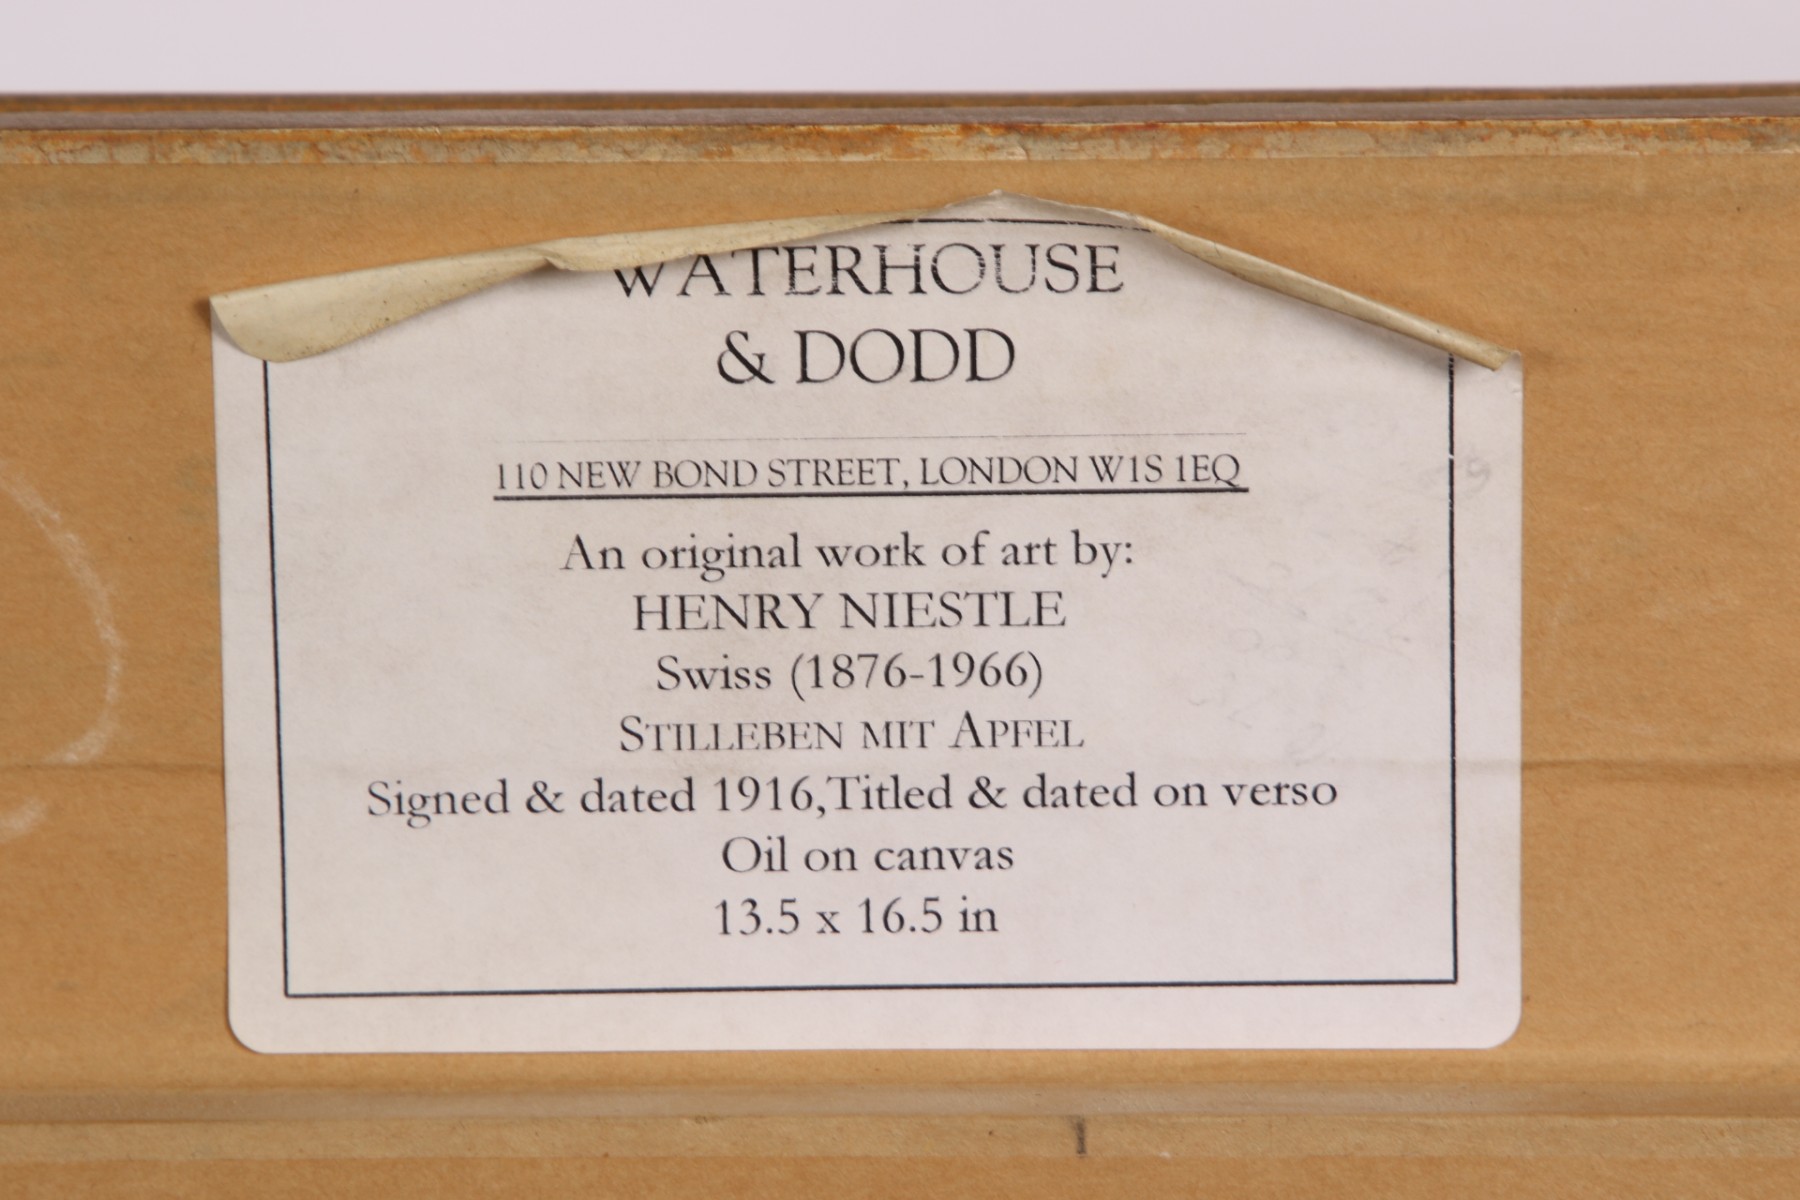 WATERHOUSE
& DODD
110 NEW BOND STREET, LONDON W1S 1EQ
An original work of art by:
HENRY NIESTLE
Swiss (1876-1966)
STILLEBEN MIT APFEL
Signed & dated 1916,Titled & dated on verso
Oil on canvas
13.5 x 16.5 in